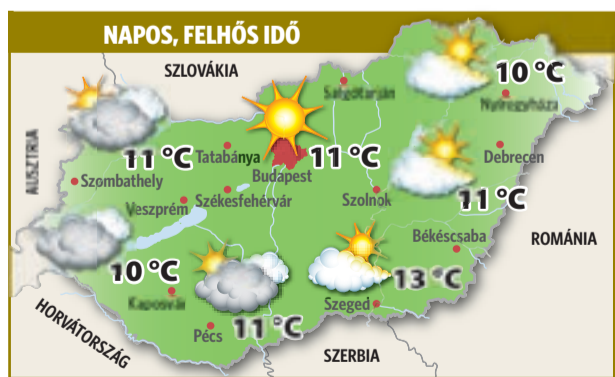 NAPOS, FELHŐS IDŐ
SZLOVÁKIA
10 °C
Salgótarján
Nyíregyháza
AUSZTRIA
11 °C
Tatabánya
11 °C
Debrecen
Szombathely
Budapest
Veszprém
Székesfehérvár
Szolnok
11 °C
Békéscsaba
ROMÁNIA
10 °C
13 °C
Kaposvár
Szeged
HORVÁTORSZÁG
Pécs
11 °C
SZERBIA